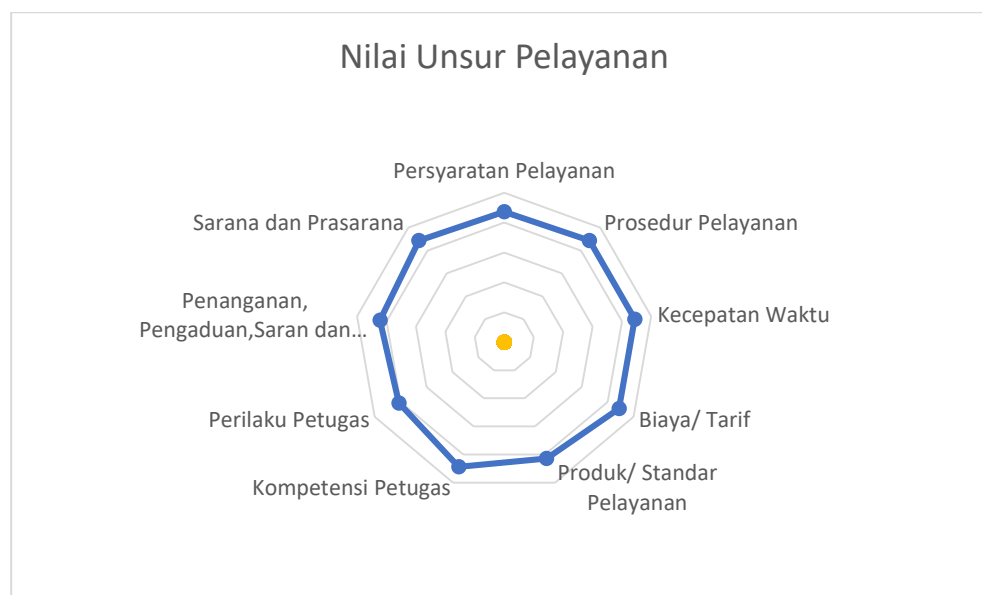 Nilai Unsur Pelayanan
Persyaratan Pelayanan
Prosedur Pelayanan
Kecepatan Waktu
Biaya/ Tarif
Produk/ Standar
Pelayanan
Kompetensi Petugas
Perilaku Petugas
Penanganan,
Pengaduan,Saran dan...
Sarana dan Prasarana